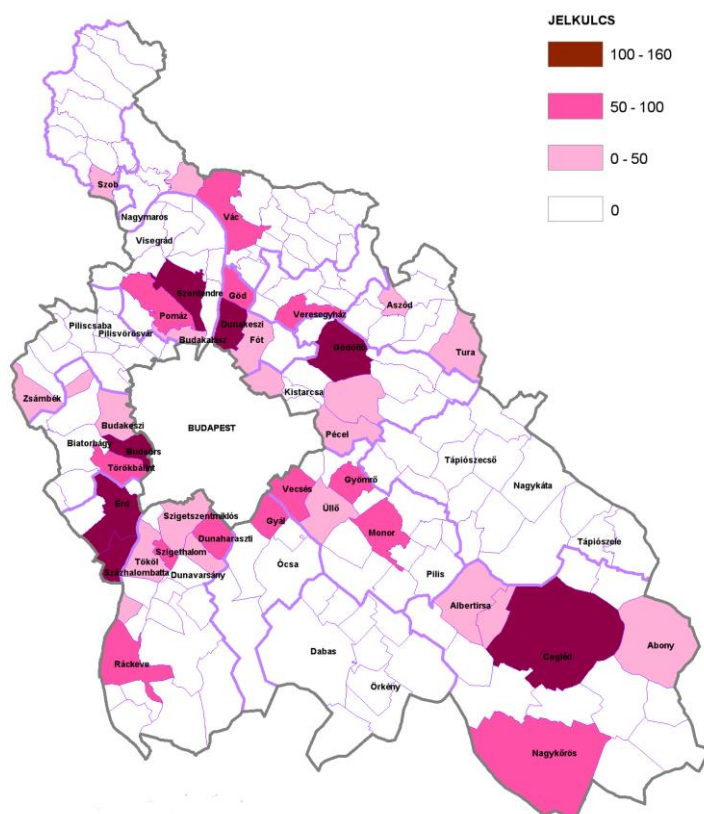 JELKULCS
100 - 160
50 - 100
0 - 50
0
Szob
Nagymaros
Vác
Visegrád
Szentendre
Göd
Pomáz
Dunakeszi
Veresegyház
Aszód
Piliscsaba
Pilisvörösvár
Budakalász
Fót
Gödöllő
Tura
Zsámbék
Kistarcsa
Budakeszi
BUDAPEST
Biatorbágy
Budaörs
Pécel
Törökbálint
Tápiószecső
Nagykáta
Érd
Vecsés
Gyömrő
Szigetszentmiklós
Üllő
Gyál
Dunaharaszti
Monor
Tápiószele
Szigethalom
Tököl
Százhalombatta
Dunavarsány
Ócsa
Pilis
Albertirsa
Cegléd
Abony
Ráckeve
Dabas
Örkény
Nagykőrös